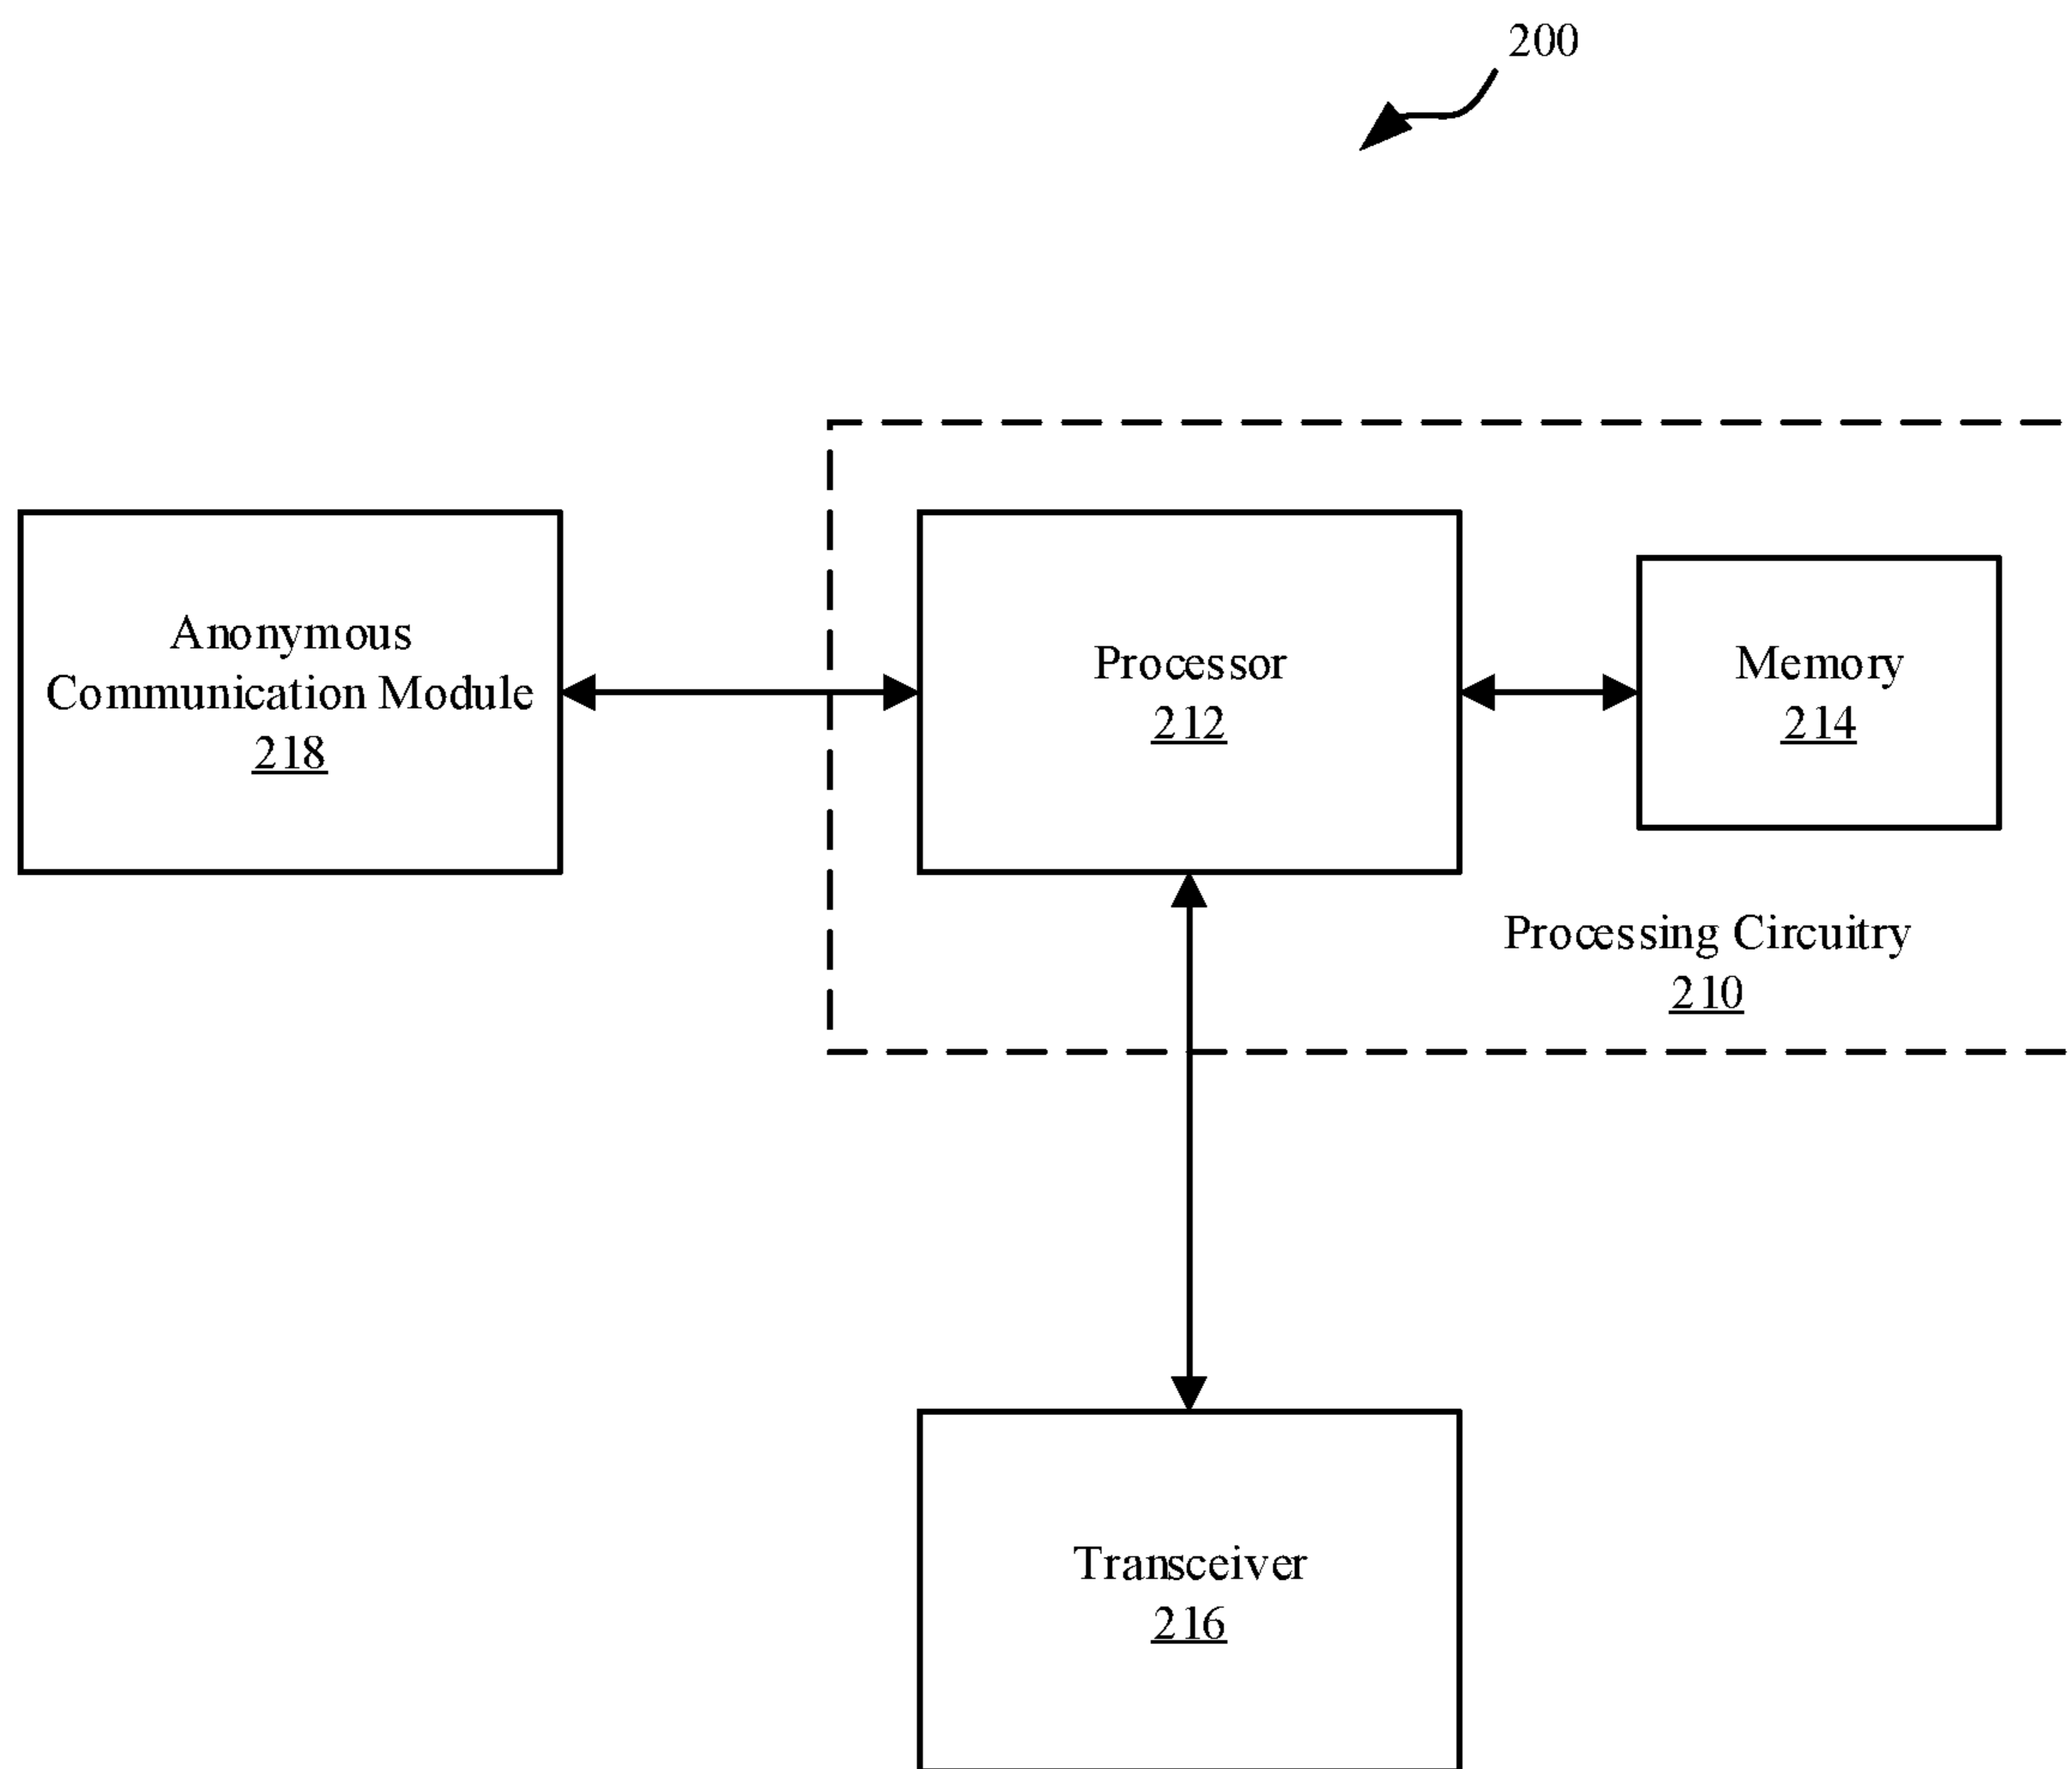 200
Anonymous
Communication Module
218
Processor
212
Memory
214
Processing Circuitry
210
Transceiver
216